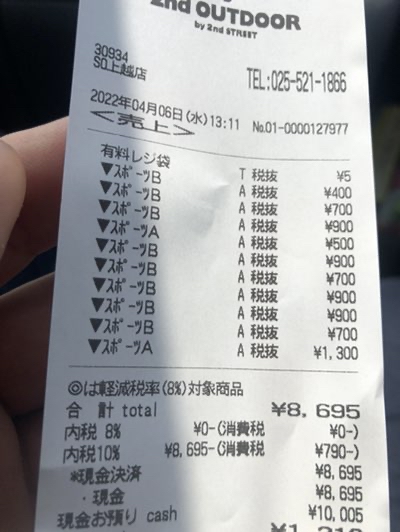 2nd OUTDOOR
by 2nd STREET
30934
SO上越店
TEL:025-521-1866
2022年04月06日(水)13:11 No.01-0000127977
<売上>
有料レジ袋 T 税抜 ¥5
▼スポーツB A 税抜 ¥400
▼スポーツB A 税抜 ¥700
▼スポーツB A 税抜 ¥900
▼スポーツA A 税抜 ¥500
▼スポーツB A 税抜 ¥900
▼スポーツB A 税抜 ¥700
▼スポーツB A 税抜 ¥900
▼スポーツB A 税抜 ¥900
▼スポーツB A 税抜 ¥700
▼スポーツA A 税抜 ¥1,300
◎は軽減税率(8%)対象商品
合 計 total ¥8,695
内税 8% ¥0-(消費税 ¥0-)
内税10% ¥8,695-(消費税 ¥790-)
*現金決済 ¥8,695
・現金 ¥8,695
現金お預り cash ¥10,005